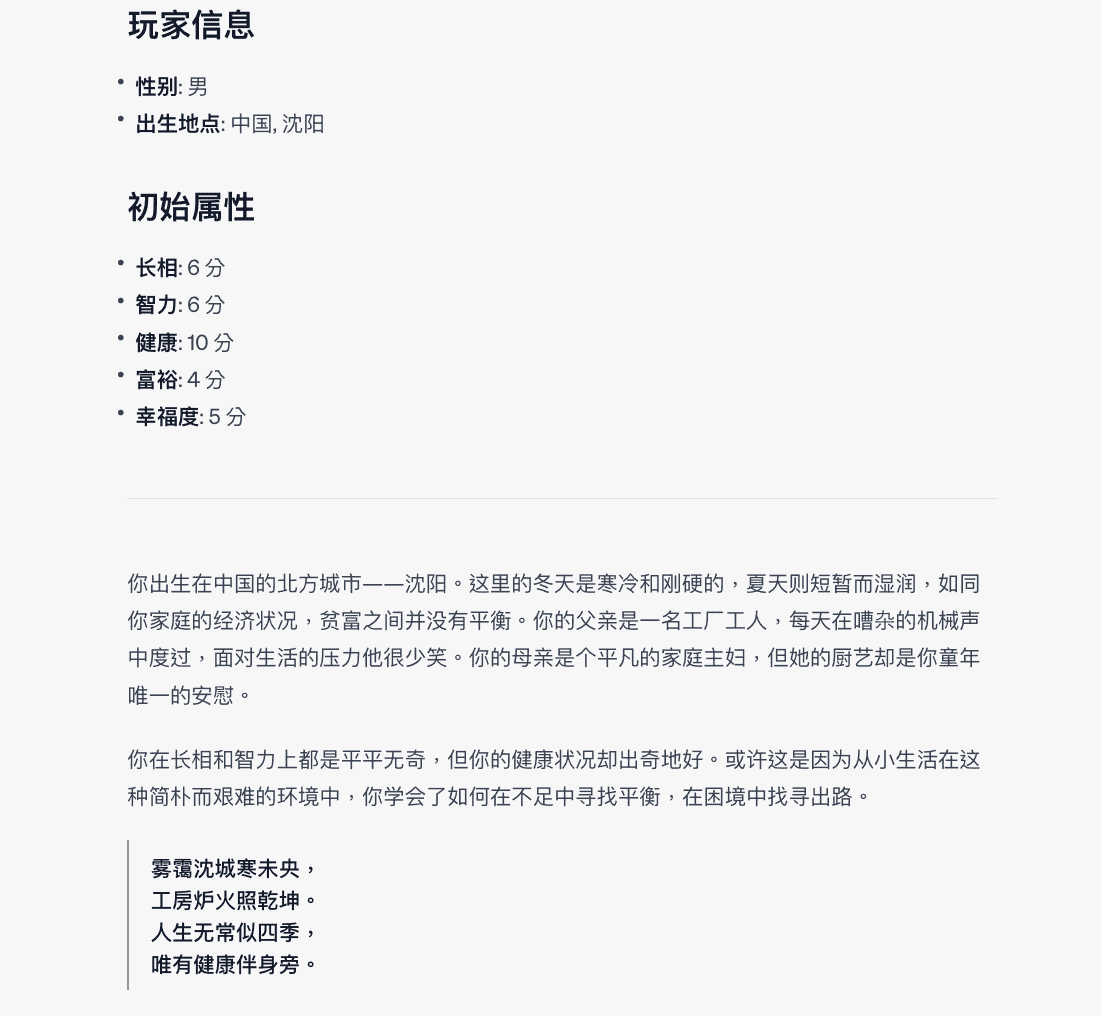 玩家信息
• 性别: 男
• 出生地点: 中国, 沈阳
初始属性
• 长相: 6 分
• 智力: 6 分
• 健康: 10 分
• 富裕: 4 分
• 幸福度: 5 分
你出生在中国的北方城市——沈阳。这里的冬天是寒冷和刚硬的，夏天则短暂而湿润，如同
你家庭的经济状况，贫富之间并没有平衡。你的父亲是一名工厂工人，每天在嘈杂的机械声
中度过，面对生活的压力他很少笑。你的母亲是个平凡的家庭主妇，但她的厨艺却是你童年
唯一的安慰。
你在长相和智力上都是平平无奇，但你的健康状况却出奇地好。或许这是因为从小生活在这
种简朴而艰难的环境中，你学会了如何在不足中寻找平衡，在困境中找寻出路。
雾霭沈城寒未央，
工房炉火照乾坤。
人生无常似四季，
唯有健康伴身旁。